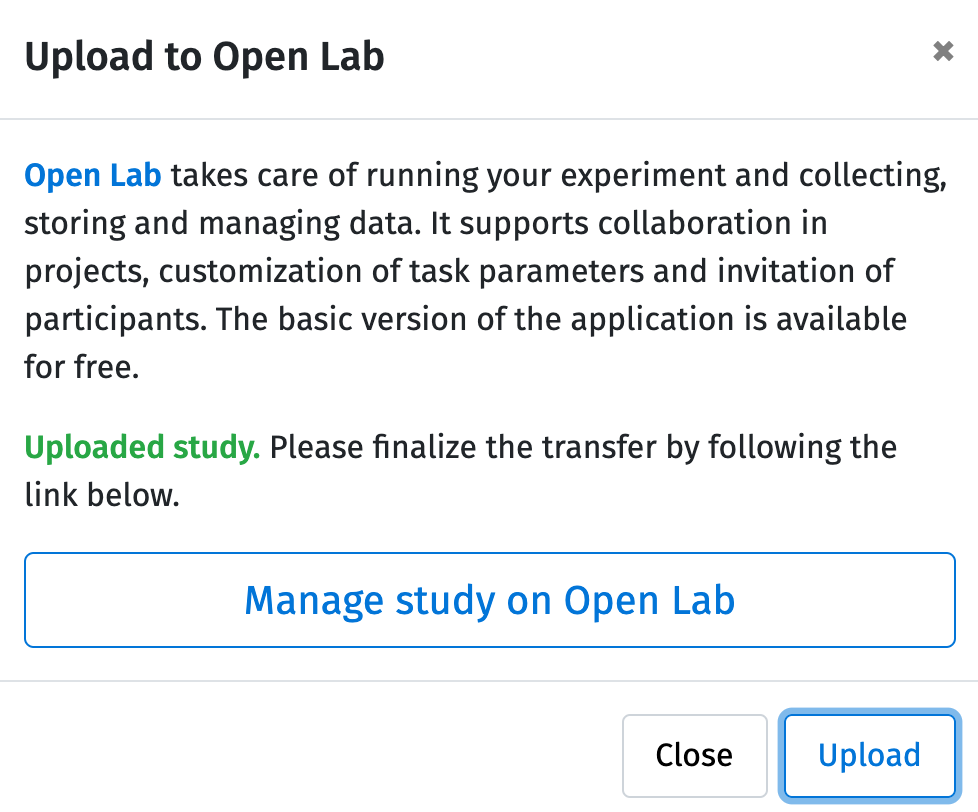 Upload to Open Lab
Open Lab takes care of running your experiment and collecting,
storing and managing data. It supports collaboration in
projects, customization of task parameters and invitation of
participants. The basic version of the application is available
for free.
Uploaded study. Please finalize the transfer by following the
link below.
Manage study on Open Lab
Close
Upload